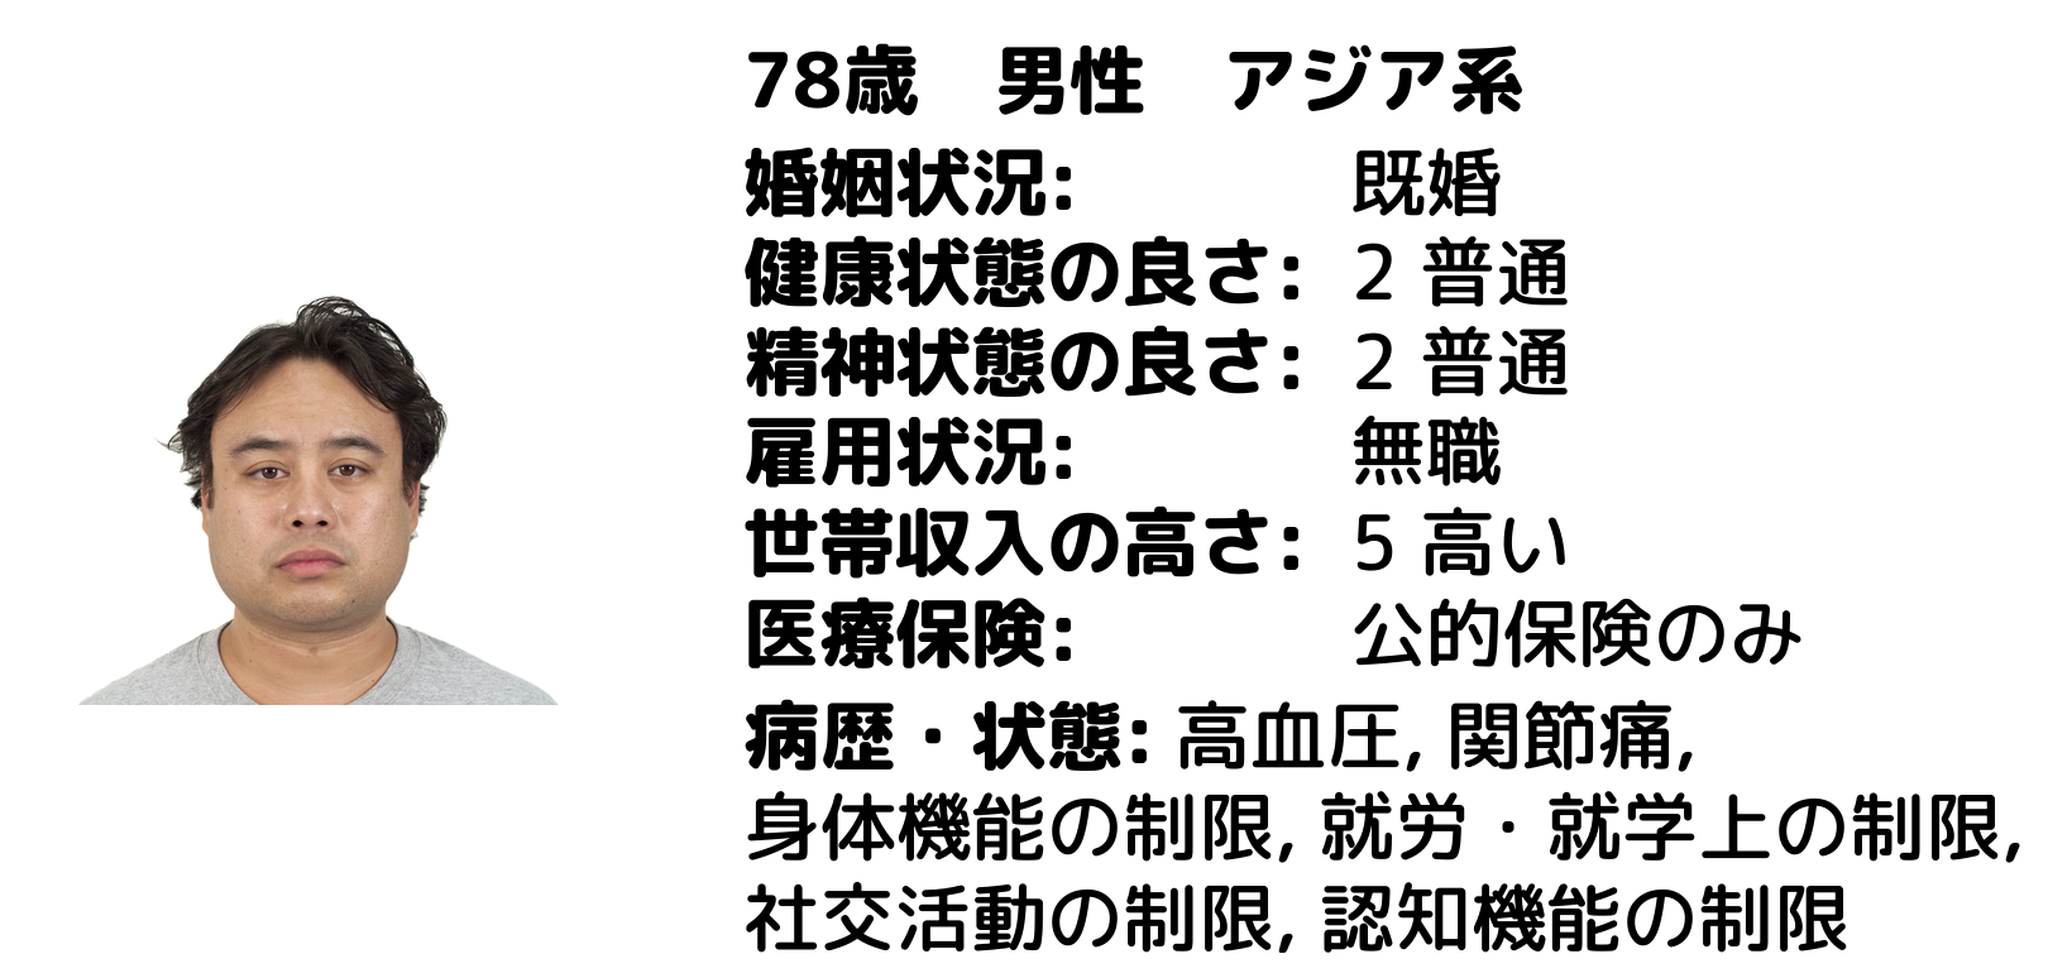 78歳　男性　アジア系
婚姻状況: 既婚
健康状態の良さ: 2 普通
精神状態の良さ: 2 普通
雇用状況: 無職
世帯収入の高さ: 5 高い
医療保険: 公的保険のみ
病歴・状態: 高血圧, 関節痛,
身体機能の制限, 就労・就学上の制限,
社交活動の制限, 認知機能の制限